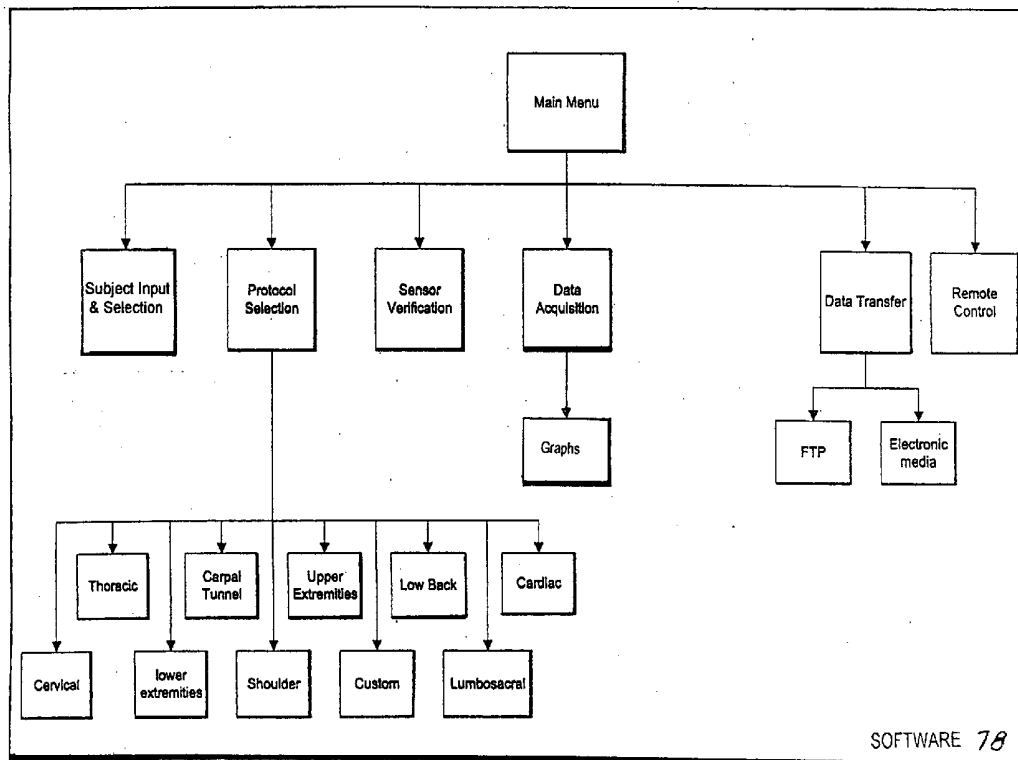 Main Menu
Subject Input
& Selection
Protocol
Selection
Sensor
Verification
Data
Acquisition
Data Transfer
Remote
Control
Graphs
FTP
Electronic
media
Thoracic
Carpal
Tunnel
Upper
Extremities
Low Back
Cardiac
Cervical
lower
extremities
Shoulder
Custom
Lumbosacral
SOFTWARE 78